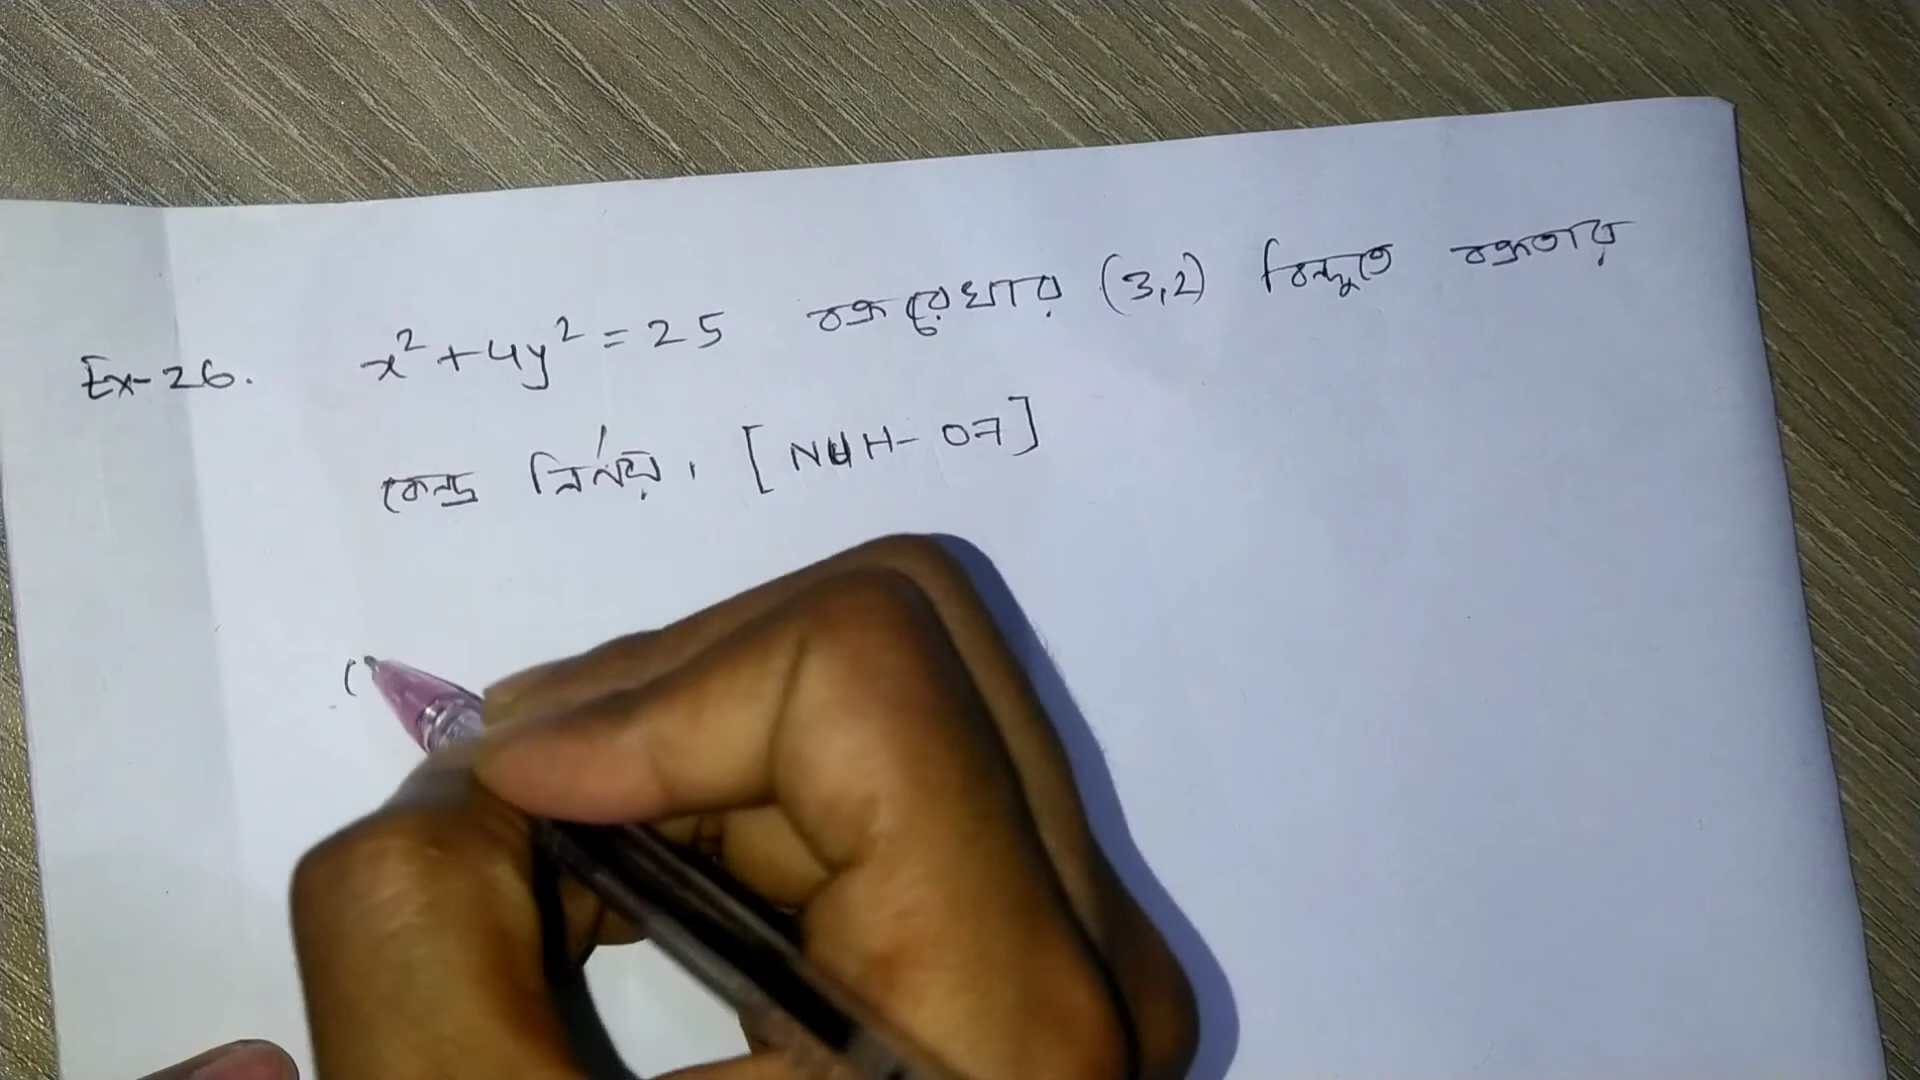 Ex-26. x²+4y²=25 বক্ররেখার (3,2) বিন্দুতে বক্রতার
কেন্দ্র নির্ণয়। [NUH-07]
(